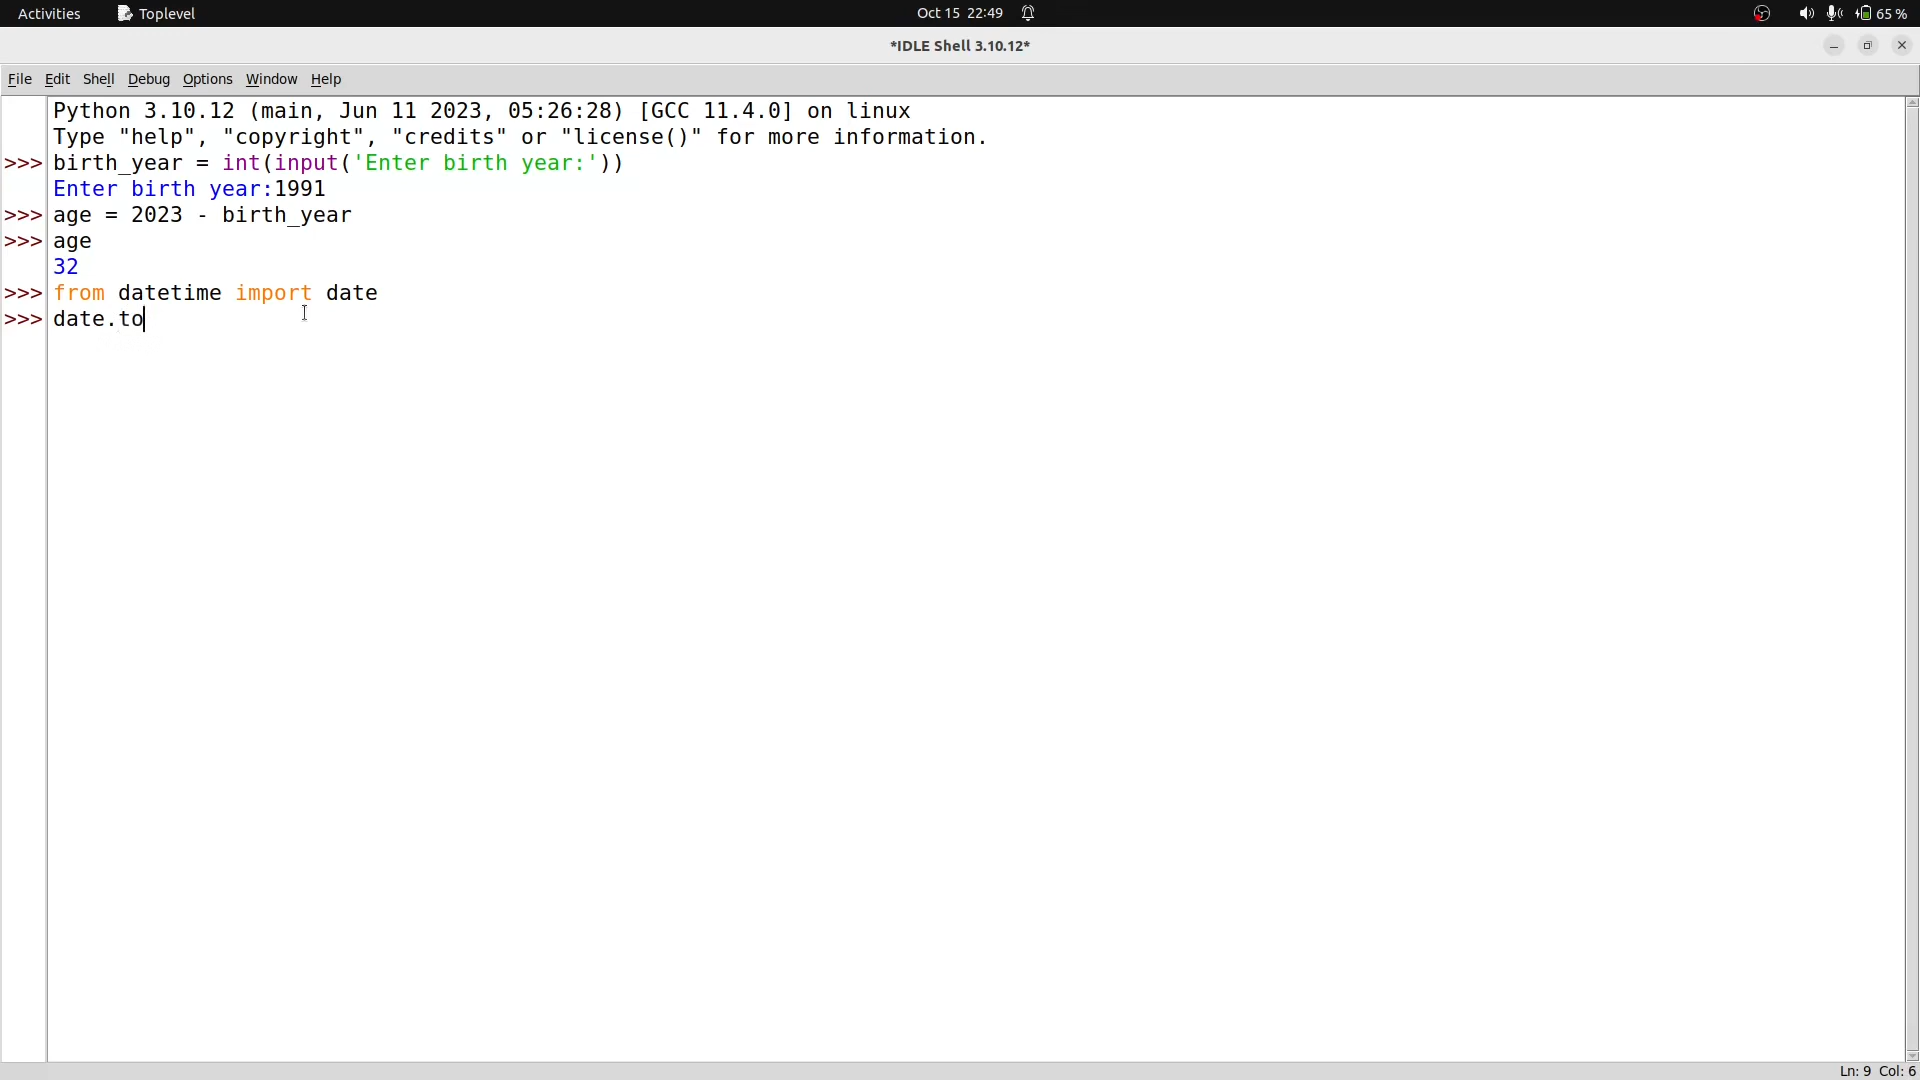 Activities Toplevel Oct 15 22:49 65 %
*IDLE Shell 3.10.12*
File Edit Shell Debug Options Window Help
Python 3.10.12 (main, Jun 11 2023, 05:26:28) [GCC 11.4.0] on linux
Type "help", "copyright", "credits" or "license()" for more information.
>>> birth_year = int(input('Enter birth year:'))
Enter birth year:1991
>>> age = 2023 - birth_year
>>> age
32
>>> from datetime import date
>>> date.to
Ln: 9 Col: 6